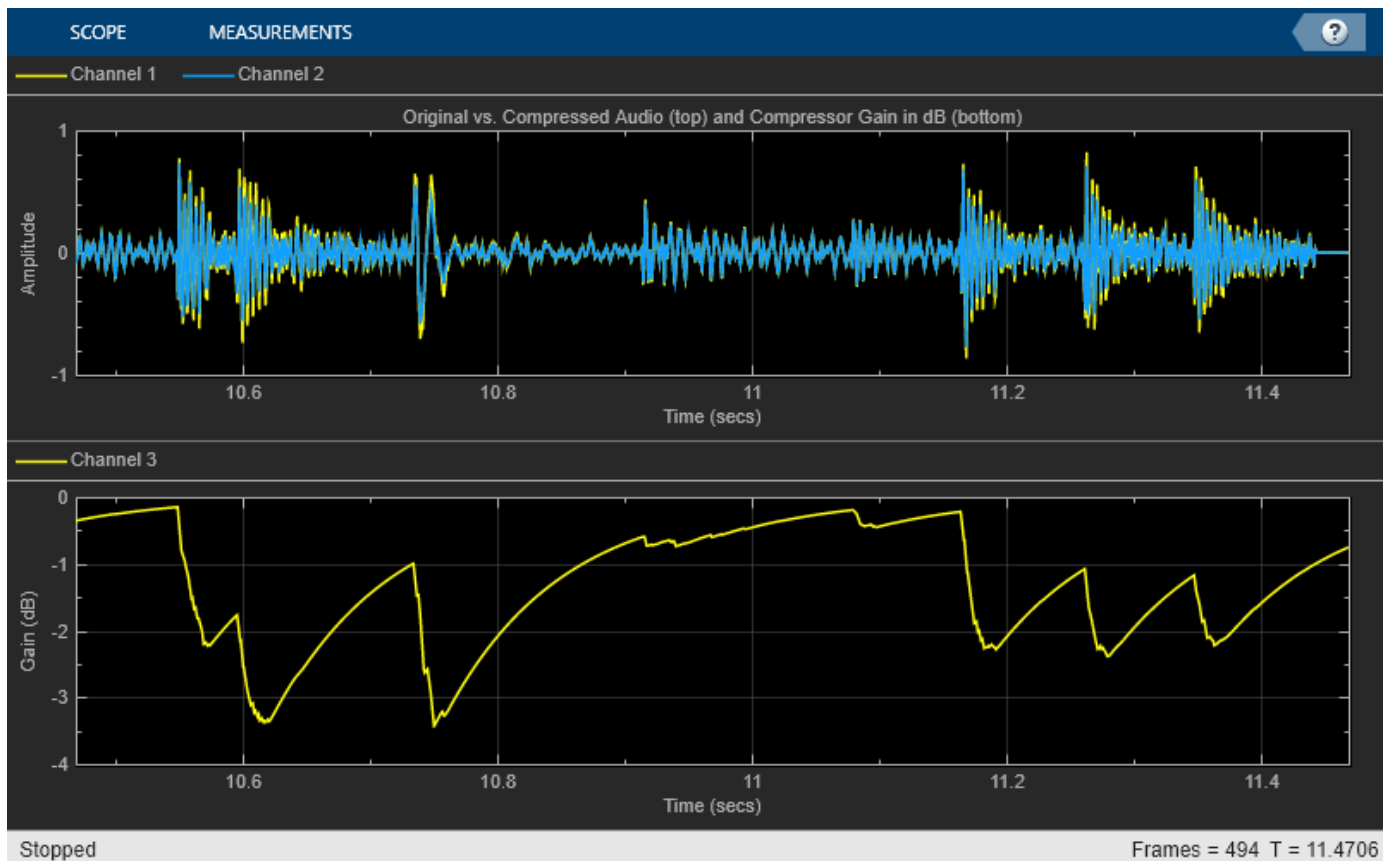 SCOPE MEASUREMENTS ?
Channel 1 Channel 2
Original vs. Compressed Audio (top) and Compressor Gain in dB (bottom)
Amplitude
1
0
-1
10.6 10.8 11 11.2 11.4
Time (secs)
Channel 3
Gain (dB)
0
-1
-2
-3
-4
10.6 10.8 11 11.2 11.4
Time (secs)
Stopped Frames = 494 T = 11.4706